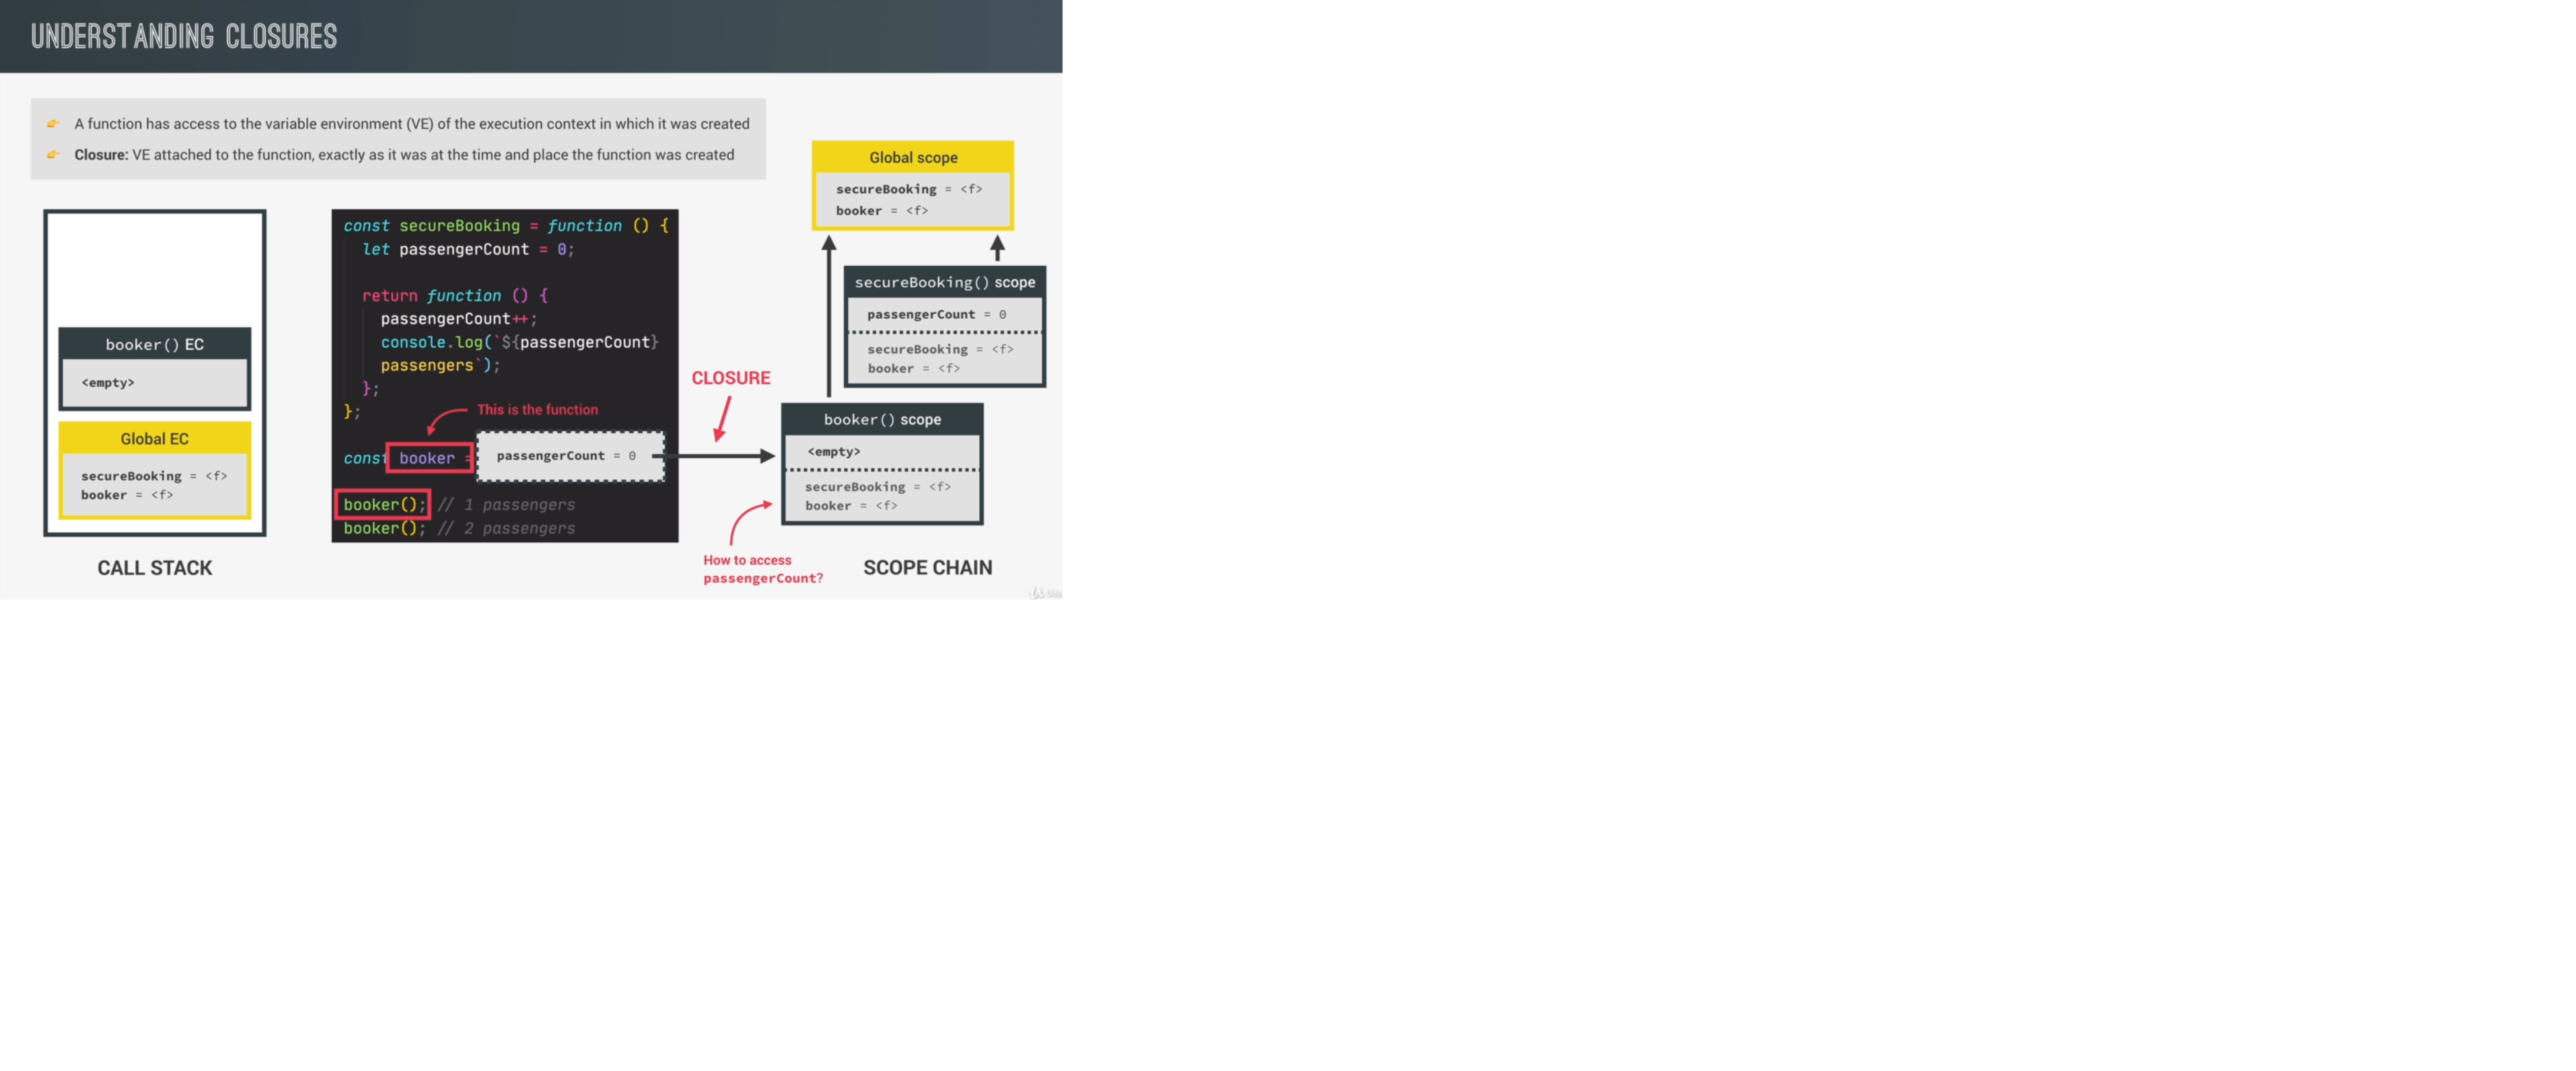 UNDERSTANDING CLOSURES
👉 A function has access to the variable environment (VE) of the execution context in which it was created
👉 Closure: VE attached to the function, exactly as it was at the time and place the function was created
booker() EC
<empty>
Global EC
secureBooking = <f>
booker = <f>
CALL STACK
const secureBooking = function () {
let passengerCount = 0;
return function () {
passengerCount++;
console.log(`${passengerCount}
passengers`);
};
};
This is the function
const booker =
passengerCount = 0
booker(); // 1 passengers
booker(); // 2 passengers
CLOSURE
Global scope
secureBooking = <f>
booker = <f>
secureBooking() scope
passengerCount = 0
secureBooking = <f>
booker = <f>
booker() scope
<empty>
secureBooking = <f>
booker = <f>
How to access
passengerCount?
SCOPE CHAIN